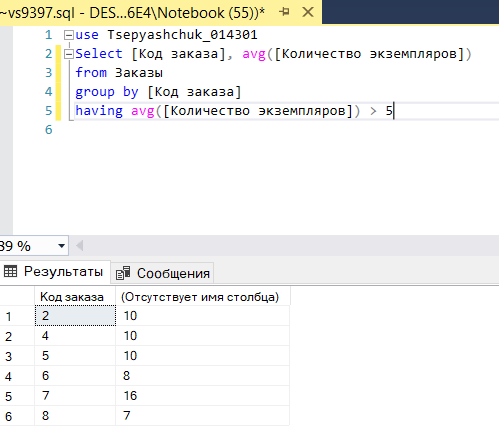 ~vs9397.sql - DES...6E4\Notebook (55))*
1 use Tsepyashchuk_014301
2 Select [Код заказа], avg([Количество экземпляров])
3 from Заказы
4 group by [Код заказа]
5 having avg([Количество экземпляров]) > 5
6
39 %
Результаты Сообщения
Код заказа (Отсутствует имя столбца)
1 2 10
2 4 10
3 5 10
4 6 8
5 7 16
6 8 7